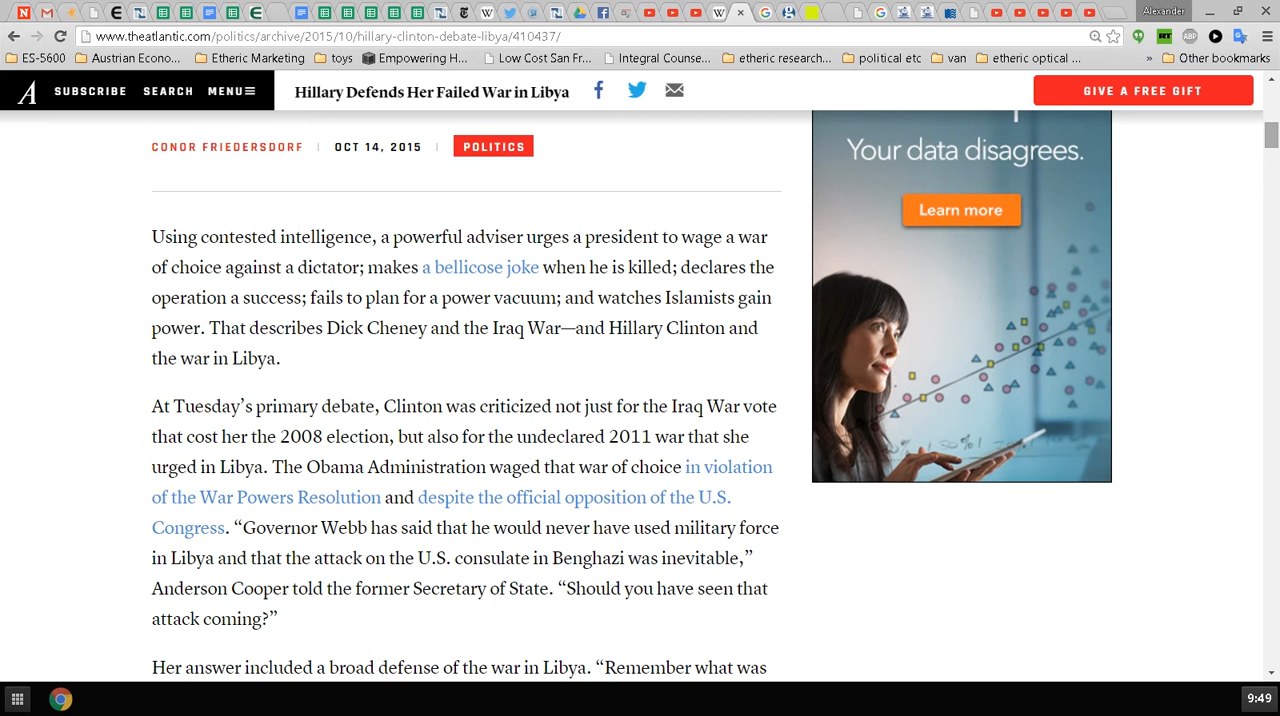 Alexander
www.theatlantic.com/politics/archive/2015/10/hillary-clinton-debate-libya/410437/
ES-5600 Austrian Econo... Etheric Marketing toys Empowering H... Low Cost San Fr... Integral Counse... etheric research... political etc van etheric optical ... » Other bookmarks
A SUBSCRIBE SEARCH MENU Hillary Defends Her Failed War in Libya GIVE A FREE GIFT
CONOR FRIEDERSDORF | OCT 14, 2015 | POLITICS
Using contested intelligence, a powerful adviser urges a president to wage a war
of choice against a dictator; makes a bellicose joke when he is killed; declares the
operation a success; fails to plan for a power vacuum; and watches Islamists gain
power. That describes Dick Cheney and the Iraq War—and Hillary Clinton and
the war in Libya.
At Tuesday’s primary debate, Clinton was criticized not just for the Iraq War vote
that cost her the 2008 election, but also for the undeclared 2011 war that she
urged in Libya. The Obama Administration waged that war of choice in violation
of the War Powers Resolution and despite the official opposition of the U.S.
Congress. “Governor Webb has said that he would never have used military force
in Libya and that the attack on the U.S. consulate in Benghazi was inevitable,”
Anderson Cooper told the former Secretary of State. “Should you have seen that
attack coming?”
Her answer included a broad defense of the war in Libya. “Remember what was
Your data disagrees.
Learn more
9:49